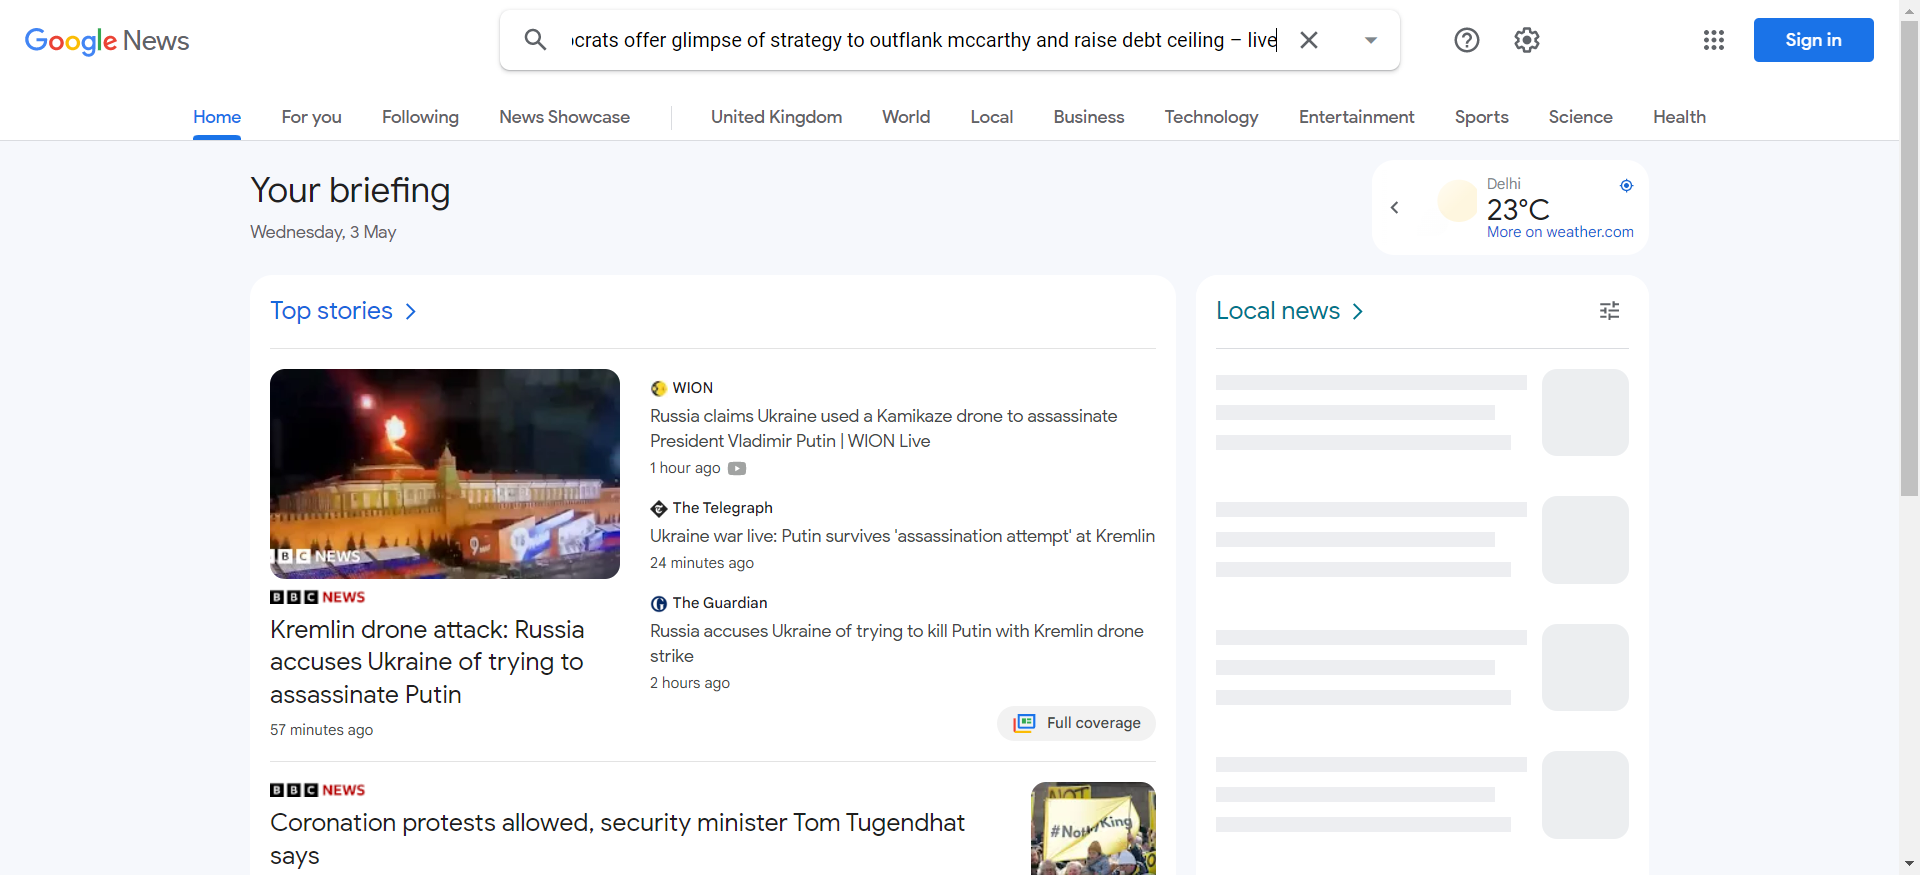 Google News
ocrats offer glimpse of strategy to outflank mccarthy and raise debt ceiling – live
Sign in
Home
For you
Following
News Showcase
United Kingdom
World
Local
Business
Technology
Entertainment
Sports
Science
Health
Your briefing
Wednesday, 3 May
Delhi
23°C
More on weather.com
Top stories
BBC NEWS
BBC NEWS
Kremlin drone attack: Russia
accuses Ukraine of trying to
assassinate Putin
57 minutes ago
WION
Russia claims Ukraine used a Kamikaze drone to assassinate
President Vladimir Putin | WION Live
1 hour ago
The Telegraph
Ukraine war live: Putin survives 'assassination attempt' at Kremlin
24 minutes ago
The Guardian
Russia accuses Ukraine of trying to kill Putin with Kremlin drone
strike
2 hours ago
Full coverage
BBC NEWS
Coronation protests allowed, security minister Tom Tugendhat
says
NOT
#NotMyKing
Local news